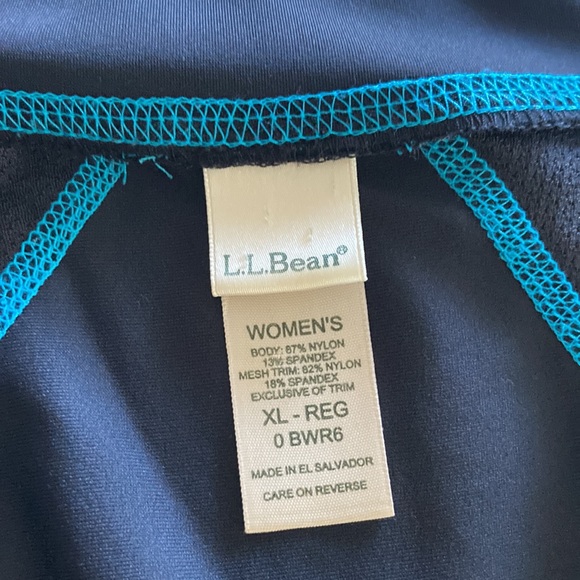 L.L.Bean®
WOMEN'S
BODY: 87% NYLON
13% SPANDEX
MESH TRIM: 82% NYLON
18% SPANDEX
EXCLUSIVE OF TRIM
XL - REG
0 BWR6
MADE IN EL SALVADOR
CARE ON REVERSE